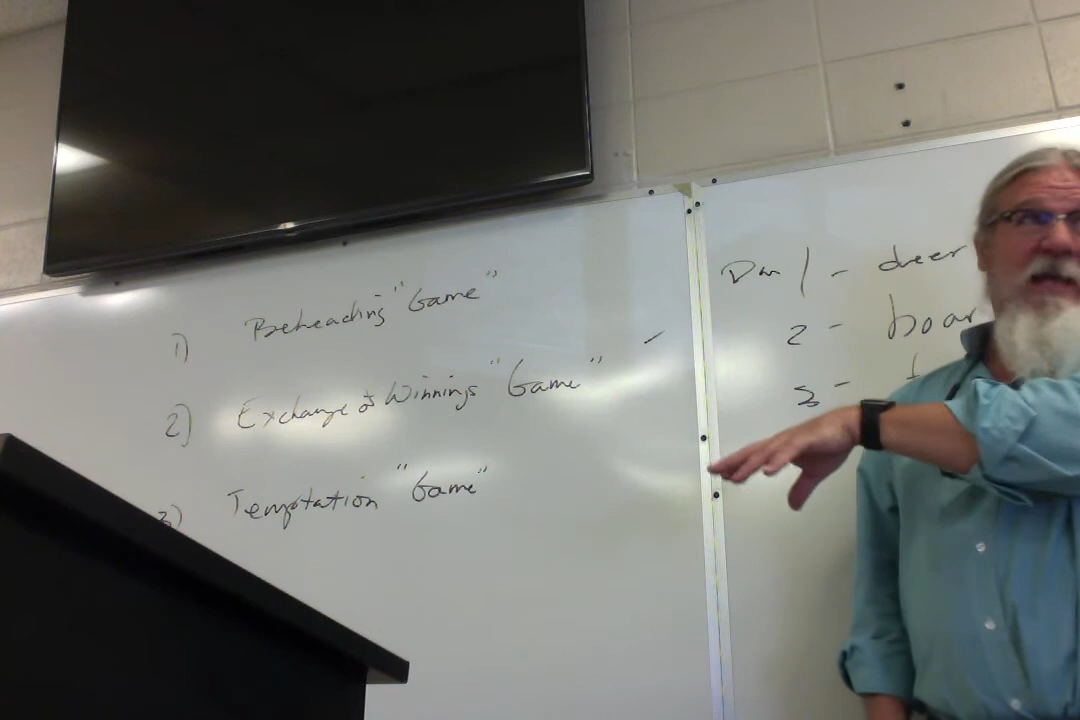 1) Beheading "Game"
2) Exchange of Winnings "Game" -
3) Temptation "Game"
Day 1 - deer
2 - boar
3 -